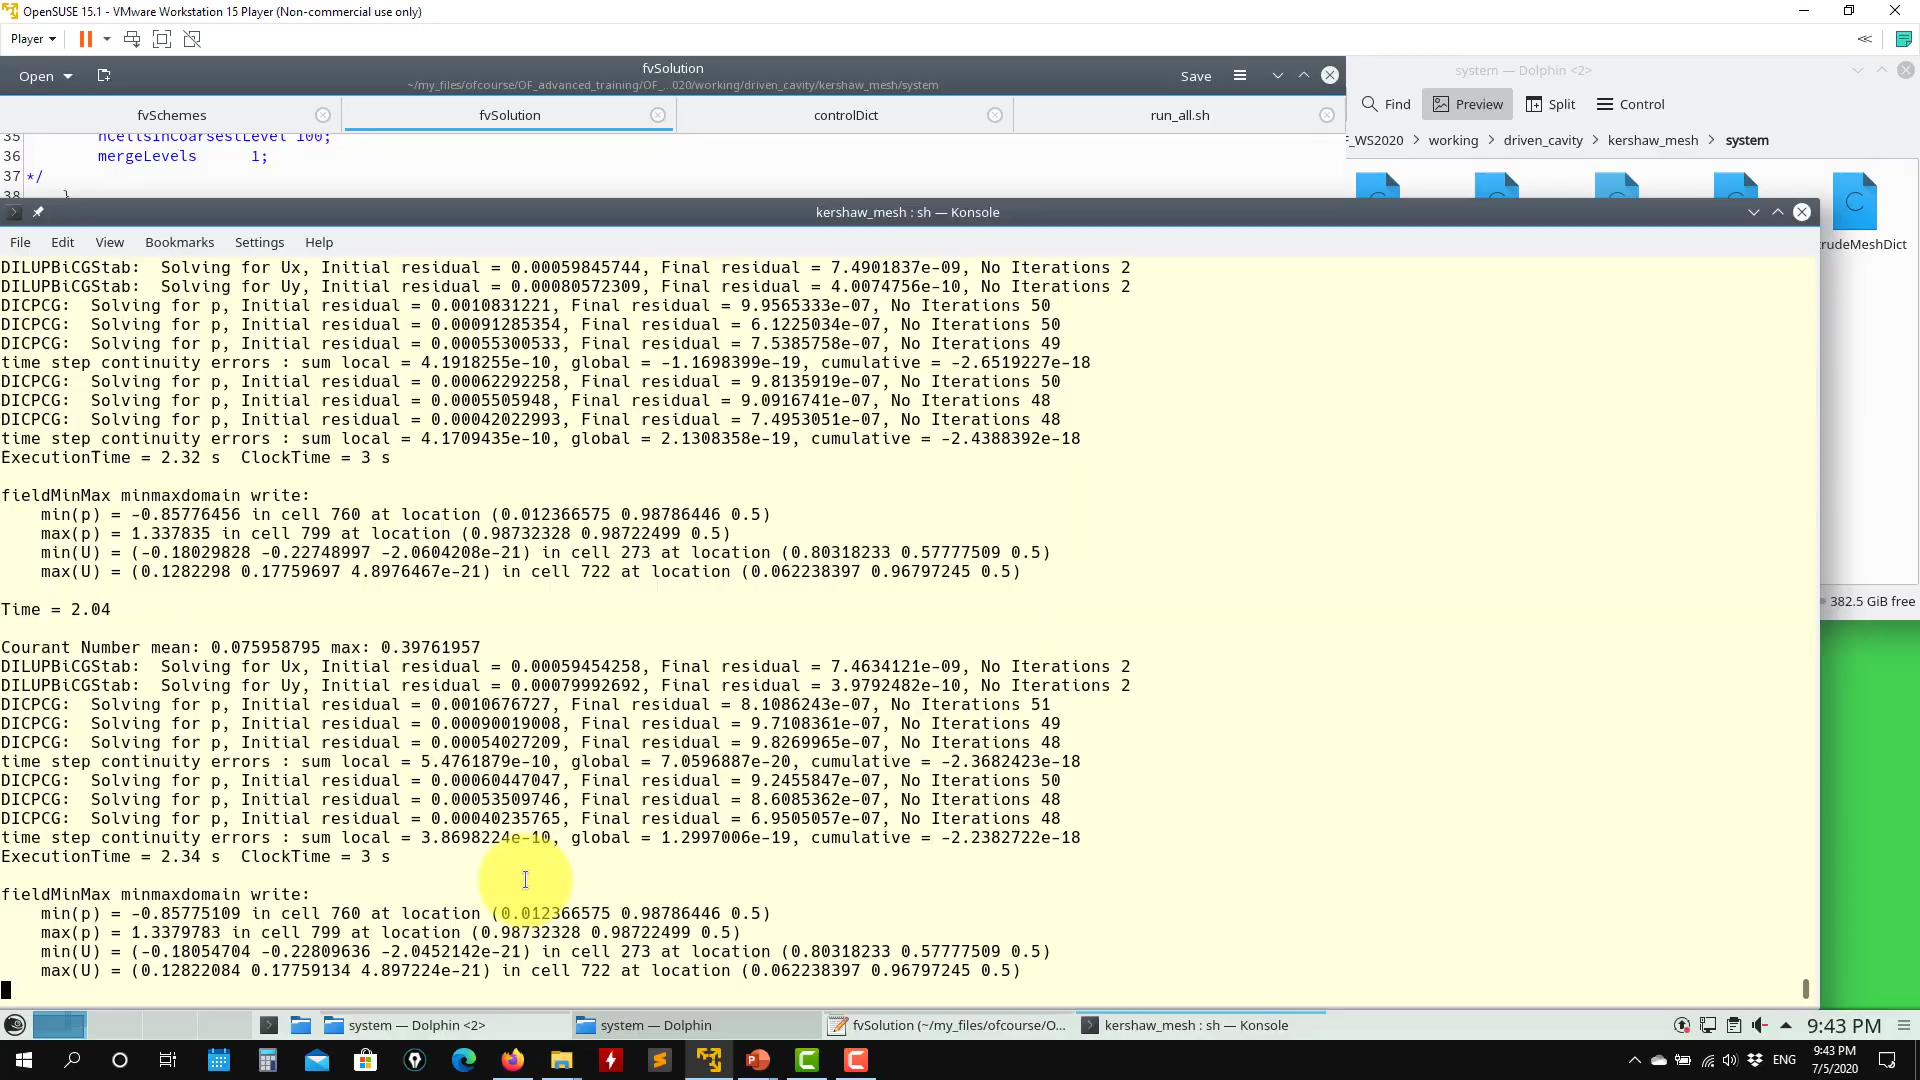 OpenSUSE 15.1 - VMware Workstation 15 Player (Non-commercial use only)
Player
Open
fvSolution
~/my_files/ofcourse/OF_advanced_training/OF_...020/working/driven_cavity/kershaw_mesh/system
Save
system — Dolphin <2>
fvSchemes
fvSolution
controlDict
run_all.sh
Find
Preview
Split
Control
F_WS2020 > working > driven_cavity > kershaw_mesh > system
35 nCellsInCoarsestLevel 100;
36 mergeLevels 1;
37 */
38 }
rudeMeshDict
382.5 GiB free
kershaw_mesh : sh — Konsole
File Edit View Bookmarks Settings Help
DILUPBiCGStab:  Solving for Ux, Initial residual = 0.00059845744, Final residual = 7.4901837e-09, No Iterations 2
DILUPBiCGStab:  Solving for Uy, Initial residual = 0.00080572309, Final residual = 4.0074756e-10, No Iterations 2
DICPCG:  Solving for p, Initial residual = 0.0010831221, Final residual = 9.9565333e-07, No Iterations 50
DICPCG:  Solving for p, Initial residual = 0.00091285354, Final residual = 6.1225034e-07, No Iterations 50
DICPCG:  Solving for p, Initial residual = 0.00055300533, Final residual = 7.5385758e-07, No Iterations 49
time step continuity errors : sum local = 4.1918255e-10, global = -1.1698399e-19, cumulative = -2.6519227e-18
DICPCG:  Solving for p, Initial residual = 0.00062292258, Final residual = 9.8135919e-07, No Iterations 50
DICPCG:  Solving for p, Initial residual = 0.0005505948, Final residual = 9.0916741e-07, No Iterations 48
DICPCG:  Solving for p, Initial residual = 0.00042022993, Final residual = 7.4953051e-07, No Iterations 48
time step continuity errors : sum local = 4.1709435e-10, global = 2.1308358e-19, cumulative = -2.4388392e-18
ExecutionTime = 2.32 s  ClockTime = 3 s
fieldMinMax minmaxdomain write:
min(p) = -0.85776456 in cell 760 at location (0.012366575 0.98786446 0.5)
max(p) = 1.337835 in cell 799 at location (0.98732328 0.98722499 0.5)
min(U) = (-0.18029828 -0.22748997 -2.0604208e-21) in cell 273 at location (0.80318233 0.57777509 0.5)
max(U) = (0.1282298 0.17759697 4.8976467e-21) in cell 722 at location (0.062238397 0.96797245 0.5)
Time = 2.04
Courant Number mean: 0.075958795 max: 0.39761957
DILUPBiCGStab:  Solving for Ux, Initial residual = 0.00059454258, Final residual = 7.4634121e-09, No Iterations 2
DILUPBiCGStab:  Solving for Uy, Initial residual = 0.00079992692, Final residual = 3.9792482e-10, No Iterations 2
DICPCG:  Solving for p, Initial residual = 0.0010676727, Final residual = 8.1086243e-07, No Iterations 51
DICPCG:  Solving for p, Initial residual = 0.00090019008, Final residual = 9.7108361e-07, No Iterations 49
DICPCG:  Solving for p, Initial residual = 0.00054027209, Final residual = 9.8269965e-07, No Iterations 48
time step continuity errors : sum local = 5.4761879e-10, global = 7.0596887e-20, cumulative = -2.3682423e-18
DICPCG:  Solving for p, Initial residual = 0.00060447047, Final residual = 9.2455847e-07, No Iterations 50
DICPCG:  Solving for p, Initial residual = 0.00053509746, Final residual = 8.6085362e-07, No Iterations 48
DICPCG:  Solving for p, Initial residual = 0.00040235765, Final residual = 6.9505057e-07, No Iterations 48
time step continuity errors : sum local = 3.8698224e-10, global = 1.2997006e-19, cumulative = -2.2382722e-18
ExecutionTime = 2.34 s  ClockTime = 3 s
fieldMinMax minmaxdomain write:
min(p) = -0.85775109 in cell 760 at location (0.012366575 0.98786446 0.5)
max(p) = 1.3379783 in cell 799 at location (0.98732328 0.98722499 0.5)
min(U) = (-0.18054704 -0.22809636 -2.0452142e-21) in cell 273 at location (0.80318233 0.57777509 0.5)
max(U) = (0.12822084 0.17759134 4.897224e-21) in cell 722 at location (0.062238397 0.96797245 0.5)
system — Dolphin <2>
system — Dolphin
fvSolution (~/my_files/ofcourse/O...
kershaw_mesh : sh — Konsole
9:43 PM
ENG
9:43 PM
7/5/2020